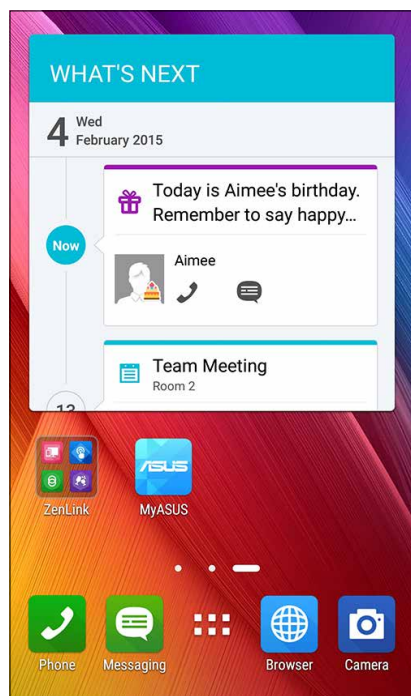 WHAT'S NEXT
4
Wed
February 2015
Today is Aimee's birthday.
Remember to say happy...
Now
Aimee
Team Meeting
Room 2
13
ASUS
ZenLink
MyASUS
Phone
Messaging
Browser
Camera